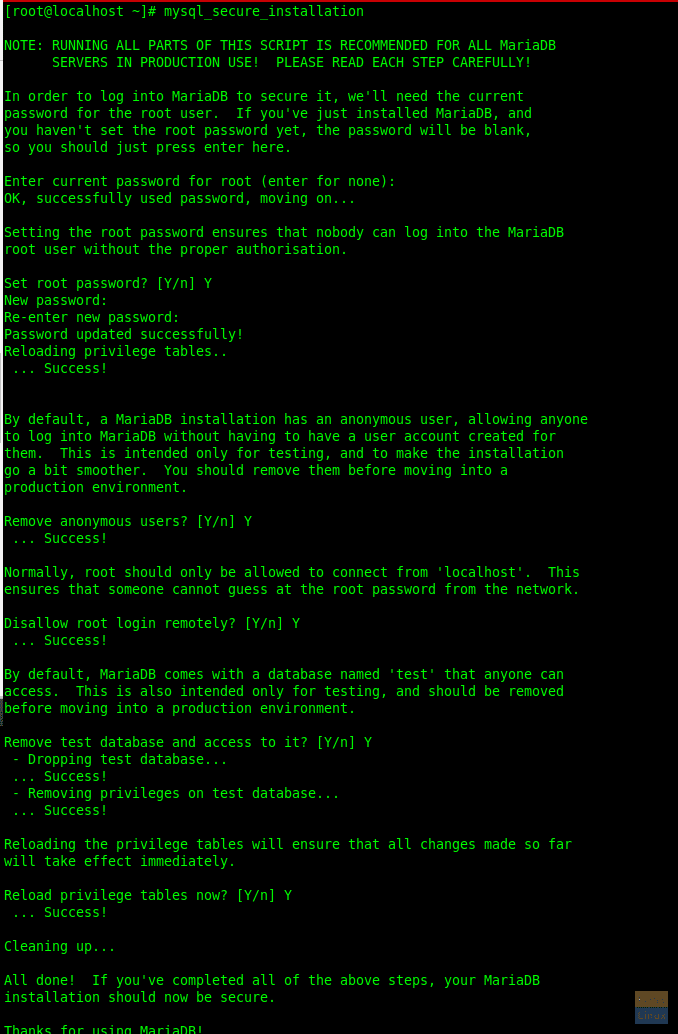 [root@localhost ~]# mysql_secure_installation
NOTE: RUNNING ALL PARTS OF THIS SCRIPT IS RECOMMENDED FOR ALL MariaDB
SERVERS IN PRODUCTION USE!  PLEASE READ EACH STEP CAREFULLY!
In order to log into MariaDB to secure it, we'll need the current
password for the root user.  If you've just installed MariaDB, and
you haven't set the root password yet, the password will be blank,
so you should just press enter here.
Enter current password for root (enter for none):
OK, successfully used password, moving on...
Setting the root password ensures that nobody can log into the MariaDB
root user without the proper authorisation.
Set root password? [Y/n] Y
New password:
Re-enter new password:
Password updated successfully!
Reloading privilege tables..
 ... Success!
By default, a MariaDB installation has an anonymous user, allowing anyone
to log into MariaDB without having to have a user account created for
them.  This is intended only for testing, and to make the installation
go a bit smoother.  You should remove them before moving into a
production environment.
Remove anonymous users? [Y/n] Y
 ... Success!
Normally, root should only be allowed to connect from 'localhost'.  This
ensures that someone cannot guess at the root password from the network.
Disallow root login remotely? [Y/n] Y
 ... Success!
By default, MariaDB comes with a database named 'test' that anyone can
access.  This is also intended only for testing, and should be removed
before moving into a production environment.
Remove test database and access to it? [Y/n] Y
 - Dropping test database...
 ... Success!
 - Removing privileges on test database...
 ... Success!
Reloading the privilege tables will ensure that all changes made so far
will take effect immediately.
Reload privilege tables now? [Y/n] Y
 ... Success!
Cleaning up...
All done!  If you've completed all of the above steps, your MariaDB
installation should now be secure.
Thanks for using MariaDB!
Linux